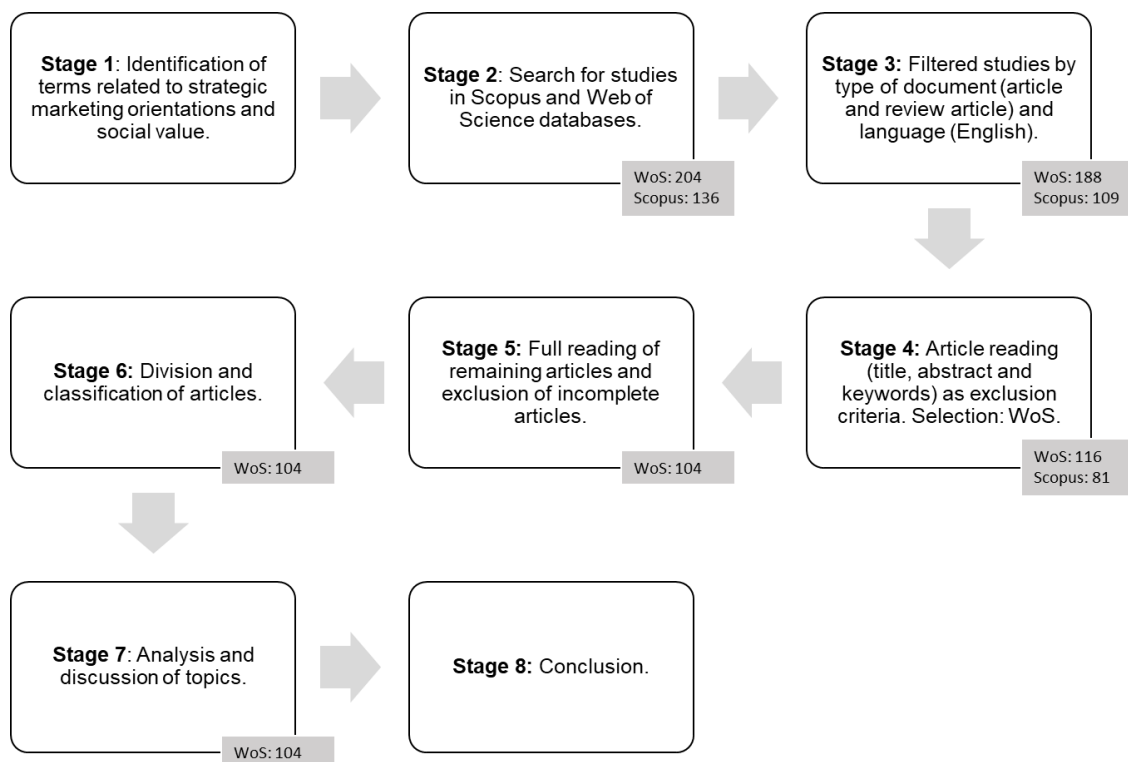 Stage 1: Identification of
terms related to strategic
marketing orientations and
social value.
Stage 2: Search for studies
in Scopus and Web of
Science databases.
WoS: 204
Scopus: 136
Stage 3: Filtered studies by
type of document (article
and review article) and
language (English).
WoS: 188
Scopus: 109
Stage 4: Article reading
(title, abstract and
keywords) as exclusion
criteria. Selection: WoS.
WoS: 116
Scopus: 81
Stage 5: Full reading of
remaining articles and
exclusion of incomplete
articles.
WoS: 104
Stage 6: Division and
classification of articles.
WoS: 104
Stage 7: Analysis and
discussion of topics.
WoS: 104
Stage 8: Conclusion.